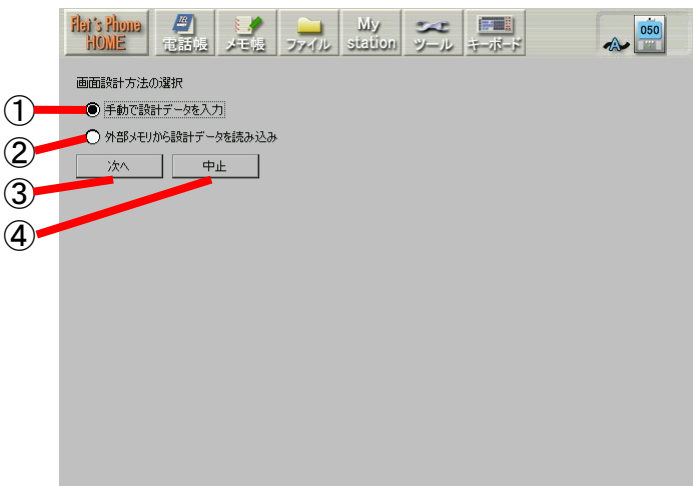 Flet's Phone HOME 電話帳 メモ帳 ファイル My station ツール キーボード 050
画面設計方法の選択
① 手動で設計データを入力
② 外部メモリから設計データを読み込み
③ 次へ ④ 中止